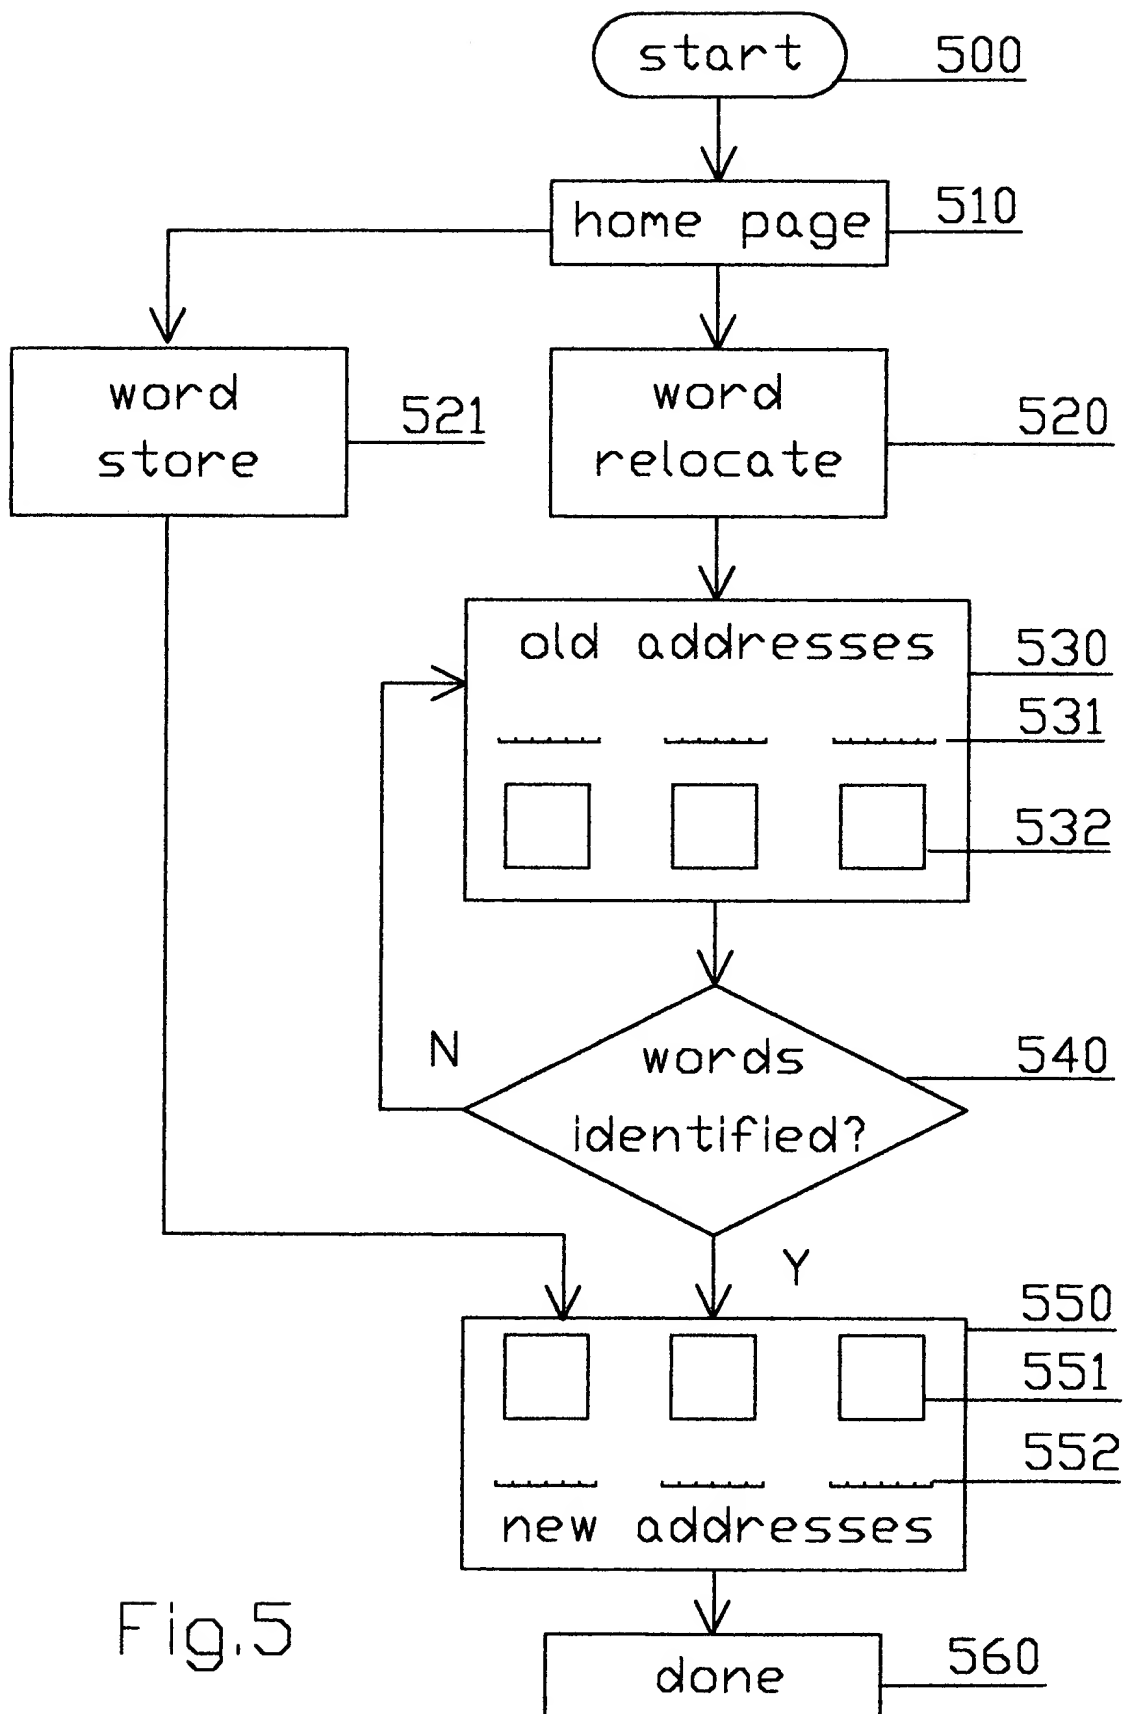 start
500
home page
510
word
store
521
word
relocate
520
old addresses
530
531
532
N
words
identified?
540
Y
550
551
552
new addresses
Fig.5
done
560